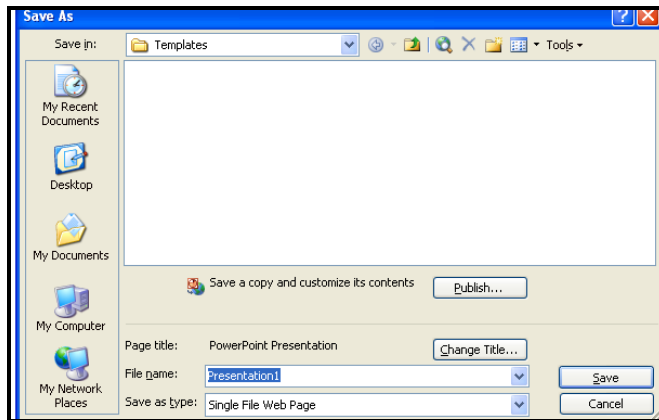 Save As
Save in: Templates Tools
My Recent
Documents
Desktop
My Documents
My Computer
My Network
Places
Save a copy and customize its contents Publish...
Page title: PowerPoint Presentation Change Title...
File name: Presentation1 Save
Save as type: Single File Web Page Cancel